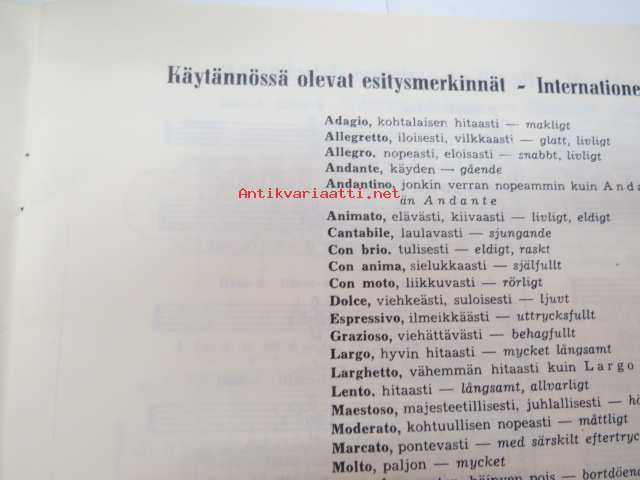 Käytännössä olevat esitysmerkinnät - Internatione
Adagio, kohtalaisen hitaasti — makligt
Allegretto, iloisesti, vilkkaasti — glatt, livligt
Allegro. nopeasti, eloisasti — snabbt, livligt
Andante, käyden — gående
Antikvariaatti.net
Andantino, jonkin verran nopeammin kuin Anda
än Andante
Animato, elävästi, kiivaasti — livligt, eldigt
Cantabile, laulavasti — sjungande
Con brio. tulisesti — eldigt, raskt
Con anima, sielukkaasti — själfullt
Con moto, liikkuvasti — rörligt
Dolce, viehkeästi, suloisesti — ljuvt
Espressivo, ilmeikkäästi — uttrycksfullt
Grazioso, viehättävästi — behagfullt
Largo, hyvin hitaasti — mycket långsamt
Larghetto, vähemmän hitaasti kuin Largo
Lento. hitaasti — långsamt, allvarligt
Maestoso, majesteetillisesti, juhlallisesti — hö
Moderato, kohtuullisen nopeasti — måttligt
Marcato, pontevasti — med särskilt eftertryc
Molto, paljon — mycket
häipyen pois — bortdöend